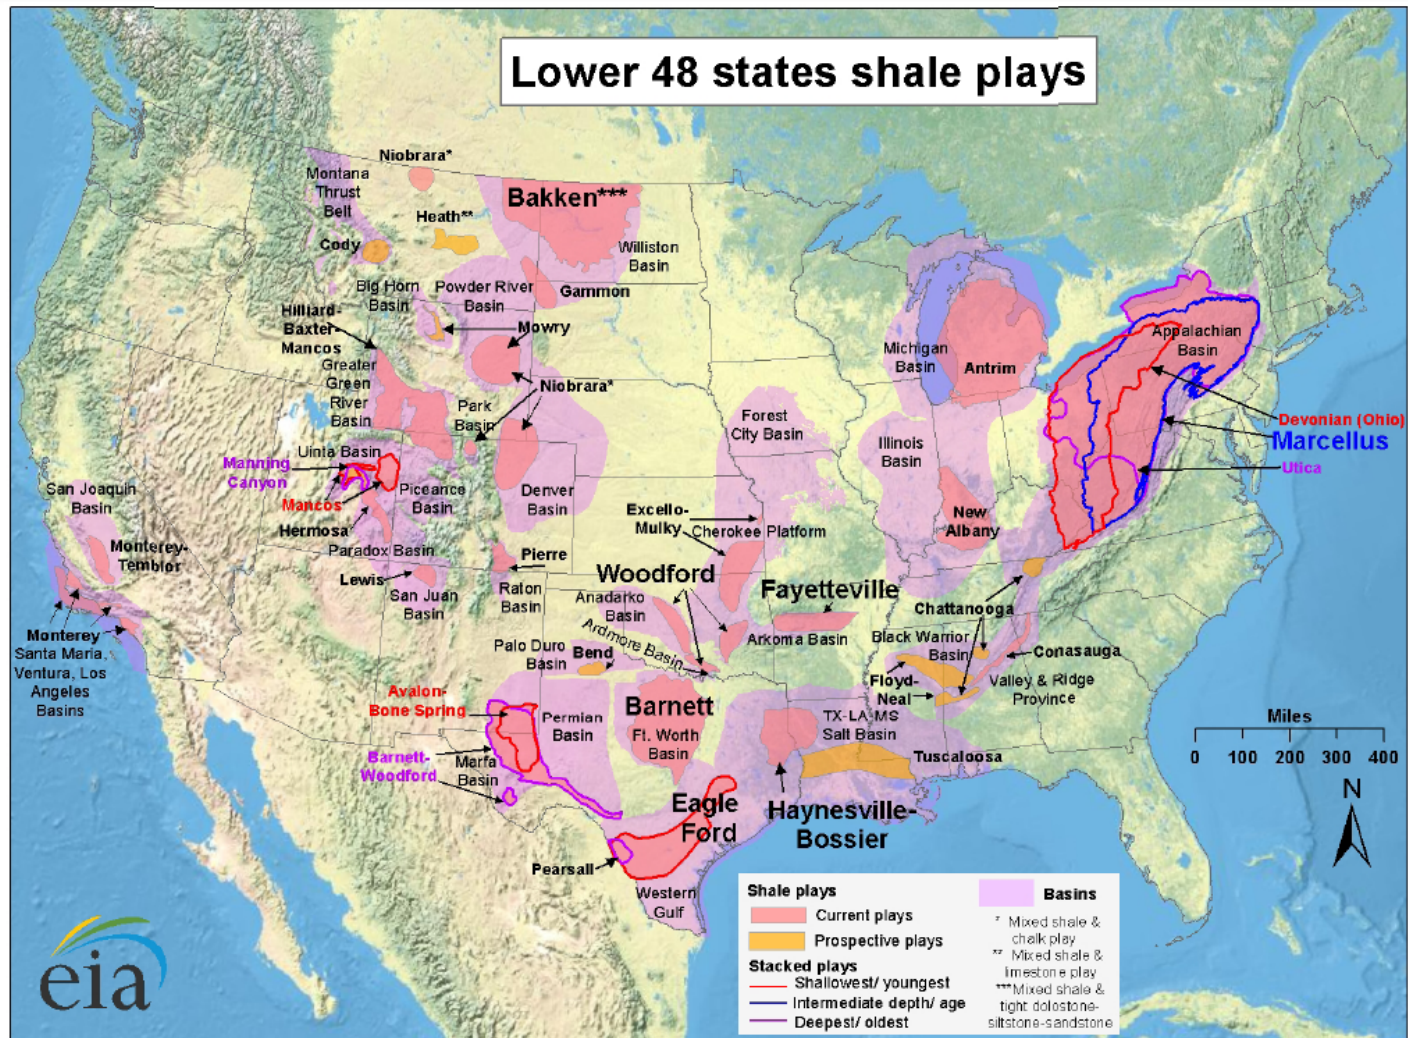 Lower 48 states shale plays
Niobrara*
Montana
Thrust
Belt
Bakken***
Heath**
Cody
Williston
Basin
Big Horn
Basin
Powder River
Basin
Gammon
Hilliard-
Baxter-
Mancos
Mowry
Greater
Green
River
Basin
Park
Basin
Niobrara*
Michigan
Basin
Antrim
Appalachian
Basin
Devonian (Ohio)
Marcellus
Utica
Forest
City Basin
Illinois
Basin
Uinta Basin
Manning
Canyon
Mancos
Piceance
Basin
Denver
Basin
San Joaquin
Basin
Hermosa
Paradox Basin
Excello-
Mulky
Cherokee Platform
New
Albany
Monterey-
Temblor
Lewis
San Juan
Basin
Pierre
Raton
Basin
Woodford
Anadarko
Basin
Fayetteville
Arkoma Basin
Ardmore Basin
Chattanooga
Black Warrior
Basin
Conasauga
Monterey
Santa Maria,
Ventura, Los
Angeles
Basins
Palo Duro
Basin
Bend
Floyd-
Neal
Valley & Ridge
Province
Avalon-
Bone Spring
Permian
Basin
Barnett
Ft. Worth
Basin
TX-LA-MS
Salt Basin
Tuscaloosa
Barnett-
Woodford
Marfa
Basin
Eagle
Ford
Haynesville-
Bossier
Pearsall
Western
Gulf
Miles
0 100 200 300 400
N
Shale plays
Current plays
Prospective plays
Stacked plays
Shallowest/ youngest
Intermediate depth/ age
Deepest/ oldest
Basins
* Mixed shale &
chalk play
** Mixed shale &
limestone play
***Mixed shale &
tight dolostone-
siltstone-sandstone
eia